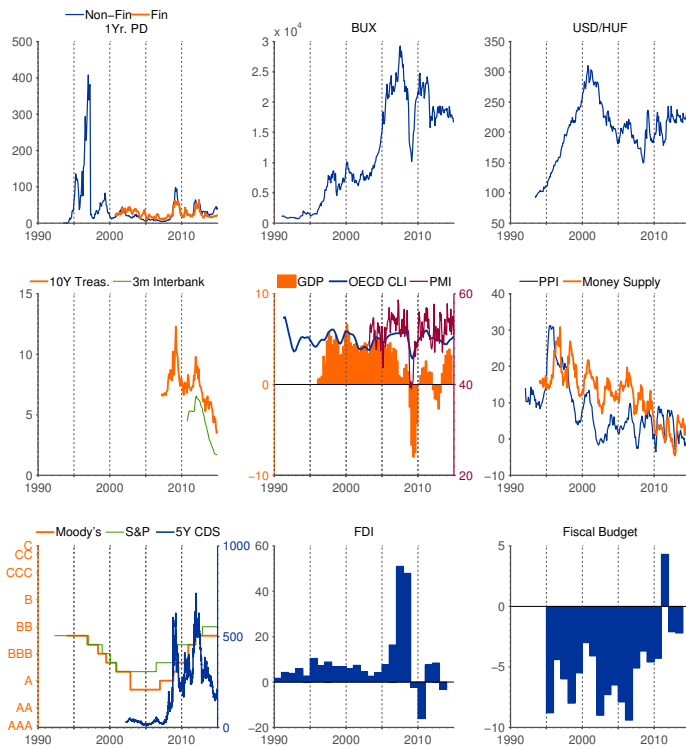 Non−Fin Fin
1Yr. PD
500
400
300
200
100
0
1990 2000 2010
BUX
3 x 10⁴
2.5
2
1.5
1
0.5
0
1990 2000 2010
USD/HUF
350
300
250
200
150
100
50
1990 2000 2010
10Y Treas. 3m Interbank
15
10
5
0
1990 2000 2010
GDP OECD CLI PMI
10 60
0 40
−10 20
1990 2000 2010
PPI Money Supply
40
30
20
10
0
−10
1990 2000 2010
Moody's S&P 5Y CDS
C 1000
CC
CCC
B
BB 500
BBB
A
AA
AAA 0
1990 2000 2010
FDI
60
40
20
0
−20
1990 2000 2010
Fiscal Budget
5
0
−5
−10
1990 2000 2010